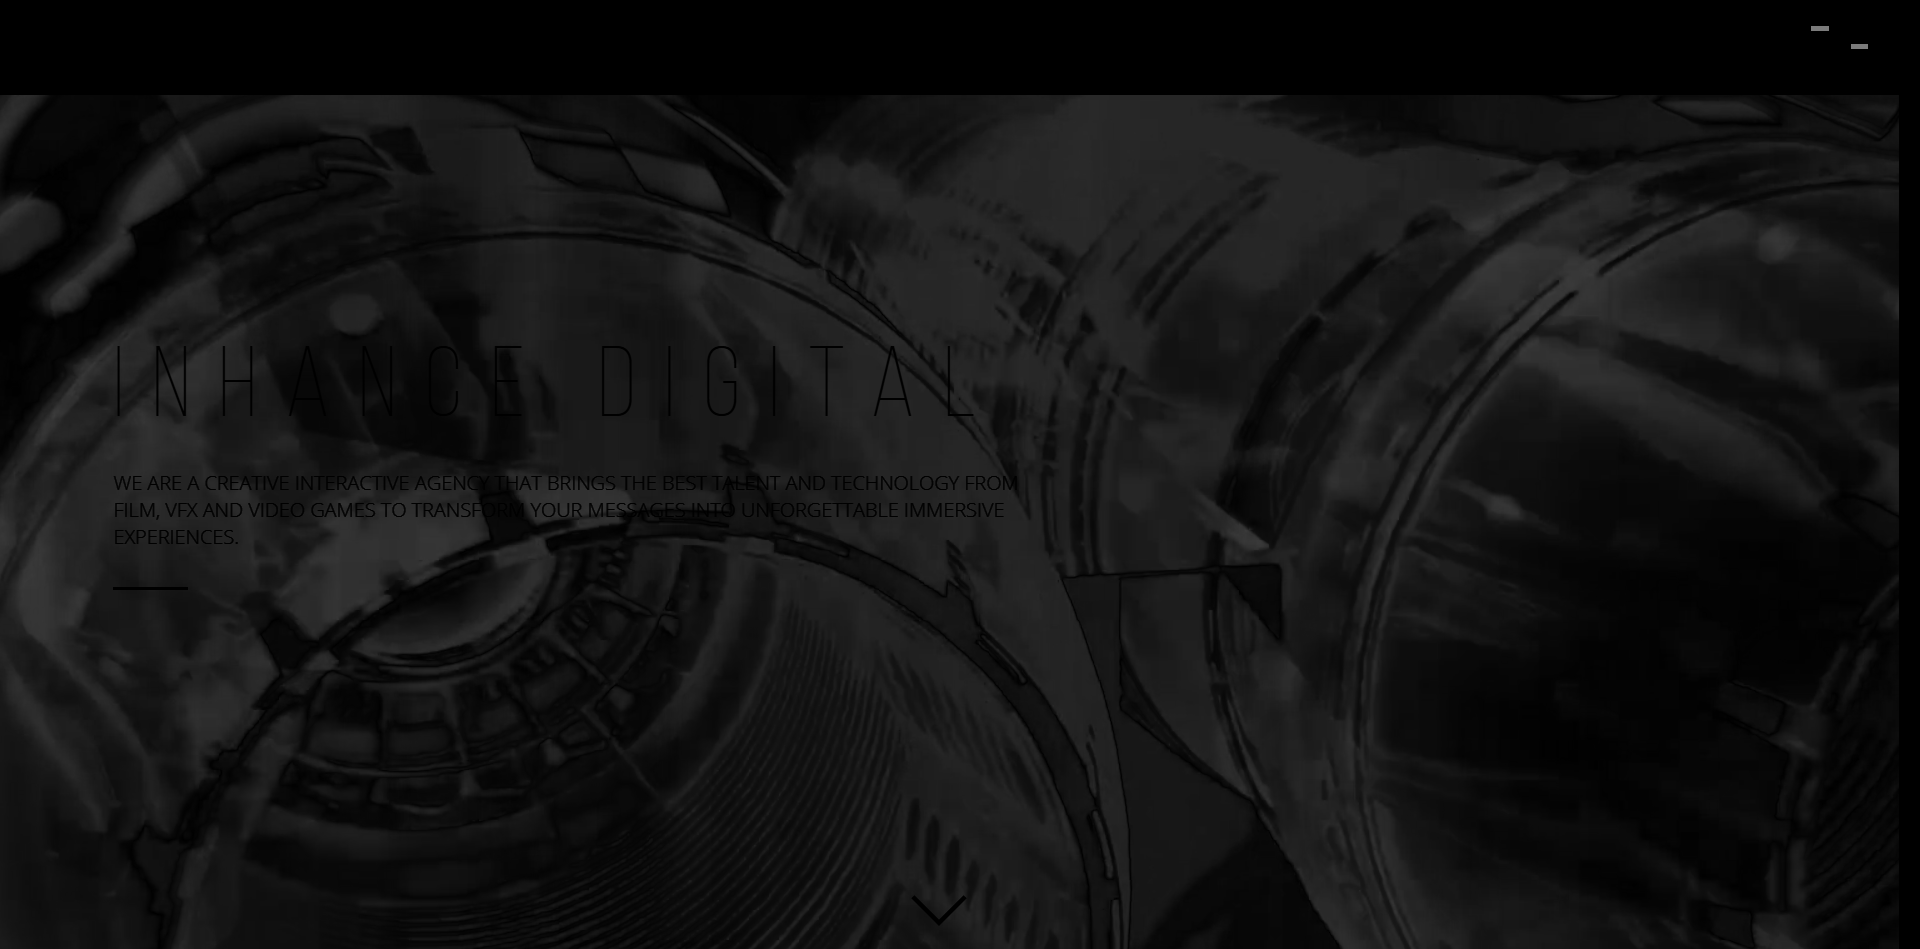 INHANCE DIGITAL
WE ARE A CREATIVE INTERACTIVE AGENCY THAT BRINGS THE BEST TALENT AND TECHNOLOGY FROM
FILM, VFX AND VIDEO GAMES TO TRANSFORM YOUR MESSAGES INTO UNFORGETTABLE IMMERSIVE
EXPERIENCES.